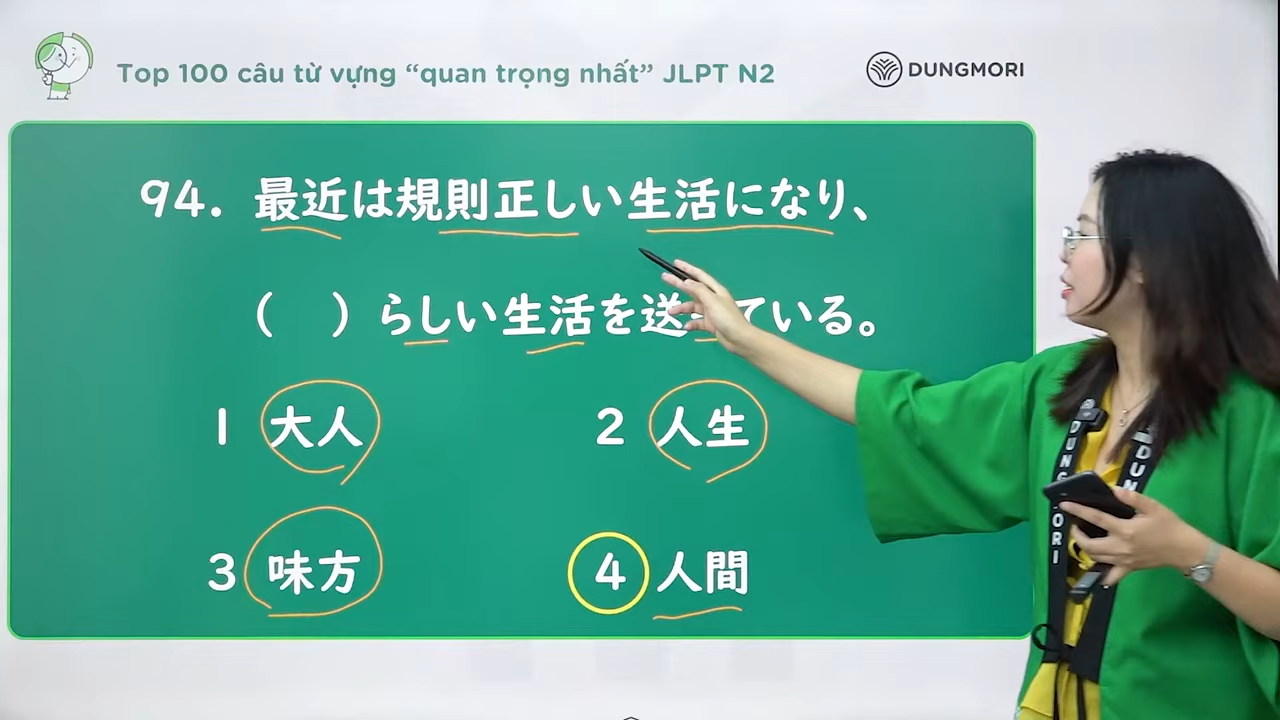 Top 100 câu từ vựng “quan trọng nhất” JLPT N2
DUNGMORI
94. 最近は規則正しい生活になり、
（　）らしい生活を送っている。
1 大人
2 人生
3 味方
4 人間